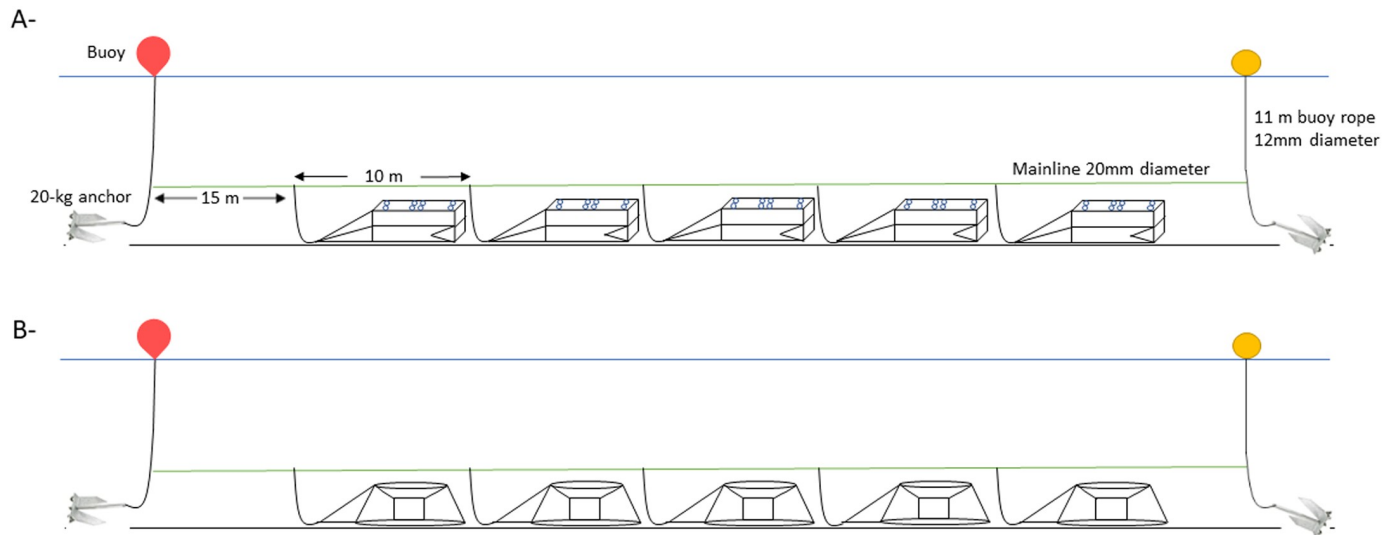 A-
Buoy
11 m buoy rope
12mm diameter
10 m
Mainline 20mm diameter
20-kg anchor
15 m
B-